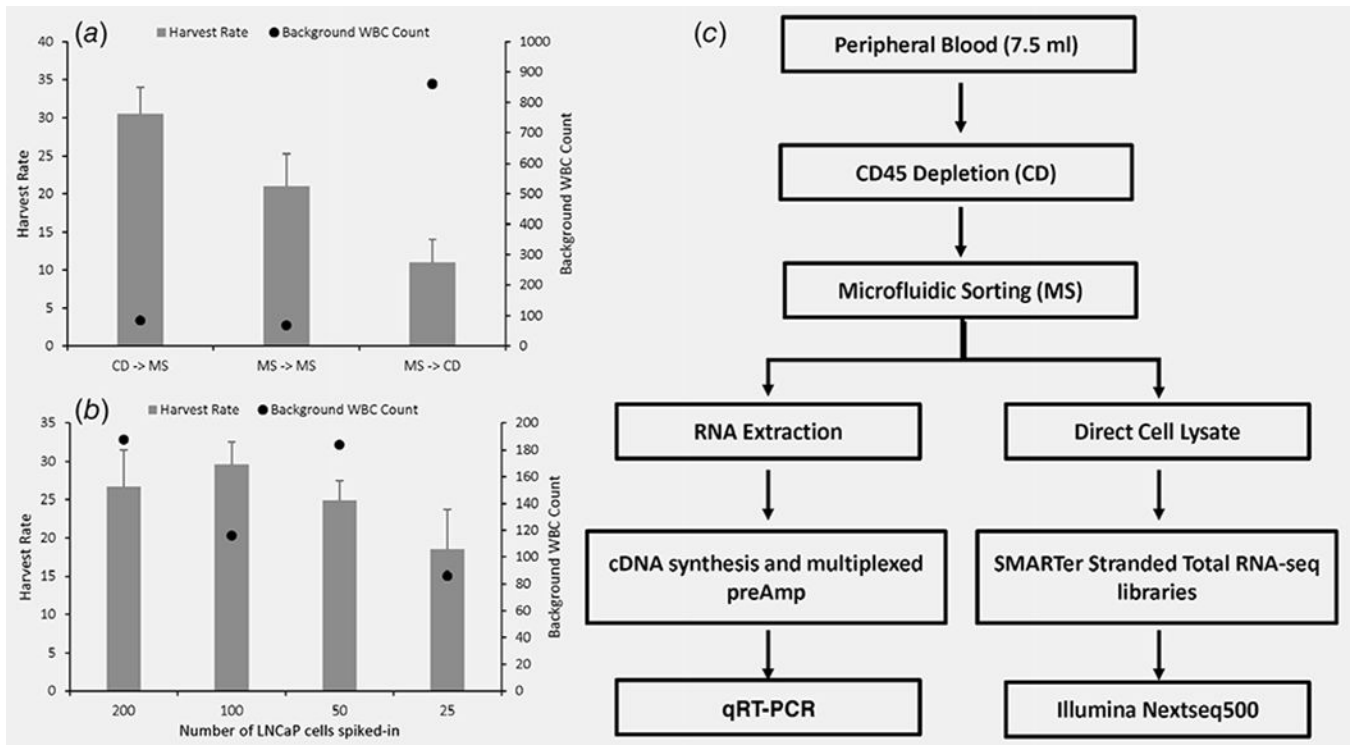 (a)
Harvest Rate
Background WBC Count
40
35
30
25
20
15
10
5
0
Harvest Rate
1000
900
800
700
600
500
400
300
200
100
0
Background WBC Count
CD -> MS
MS -> MS
MS -> CD
(b)
Harvest Rate
Background WBC Count
35
30
25
20
15
10
5
0
Harvest Rate
200
180
160
140
120
100
80
60
40
20
0
Background WBC Count
200
100
50
25
Number of LNCaP cells spiked-in
(c)
Peripheral Blood (7.5 ml)
CD45 Depletion (CD)
Microfluidic Sorting (MS)
RNA Extraction
Direct Cell Lysate
cDNA synthesis and multiplexed
preAmp
SMARTer Stranded Total RNA-seq
libraries
qRT-PCR
Illumina Nextseq500